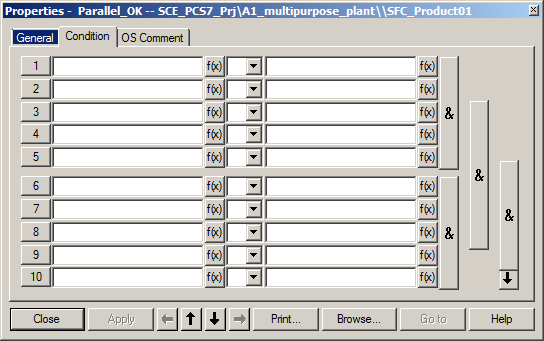 Properties - Parallel_OK -- SCE_PCS7_Prj\A1_multipurpose_plant\\SFC_Product01
General Condition OS Comment
1 f(x) f(x)
2 f(x) f(x)
3 f(x) f(x) &
4 f(x) f(x)
5 f(x) f(x)
&
6 f(x) f(x)
7 f(x) f(x) &
8 f(x) f(x) &
9 f(x) f(x)
10 f(x) f(x)
Close Apply Print... Browse... Go to Help